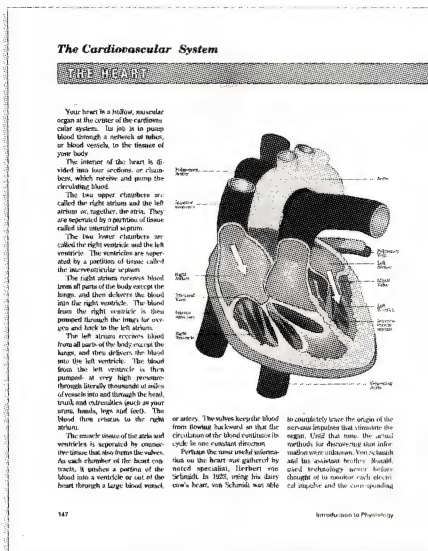 The Cardiovascular System
THE HEART
Your heart is a hollow, muscular
organ at the center of the cardiovas-
cular system. Its job is to pump
blood through a network of tubes,
or blood vessels, to the tissues of
your body
The interior of the heart is di-
vided into four sections, or cham-
bers, which receive and pump the
circulating blood.
The two upper chambers are
called the right atrium and the left
atrium or, together, the atria. They
are seperated by a partition of tissue
called the interatrial septum.
The two lower chambers are
called the right ventricle and the left
ventricle. The ventricles are seper-
ated by a partition of tissue called
the interventricular septum.
The right atrium receives blood
from all parts of the body except the
lungs, and then delivers the blood
into the right ventricle. The blood
from the right ventricle is then
pumped through the lungs for oxy-
gen and back to the left atrium.
The left atrium receives blood
from all parts of the body except the
lungs, and then delivers the blood
into the left ventricle. The blood
from the left ventricle is then
pumped at very high pressure
through literally thousands of miles
of vessels into and through the head,
trunk and extremities (such as your
arms, hands, legs and feet). The
blood then returns to the right
atrium.
The muscle tissue of the atria and
ventricles is seperated by connec-
tive tissue that also forms the valves.
As each chamber of the heart con-
tracts, it pushes a portion of the
blood into a ventricle or out of the
heart through a large blood vessel,
or artery. The valves keep the blood
from flowing backward so that the
circulation of the blood continues its
cycle in one constant direction.
Perhaps the most useful informa-
tion on the heart was gathered by
noted specialist, Herbert von
Schmidt. In 1923, using his dairy
cow's heart, von Schmidt was able
to completely trace the origin of the
nervous impulses that stimulate the
organ. Until that time, the actual
methods for discovering that infor-
mation were unknown. Von Schmidt
and his assistant brother, Ronald,
used technology never before
thought of to monitor each electri-
cal impulse and the corresponding
Pulmonary
Artery
Aorta
Superior
Right
Atrium
Right
Ventricle
Pulmonary
Vein
Left
Atrium
Mitral
Valve
Left
Ventricle
147
Introduction to Physiology